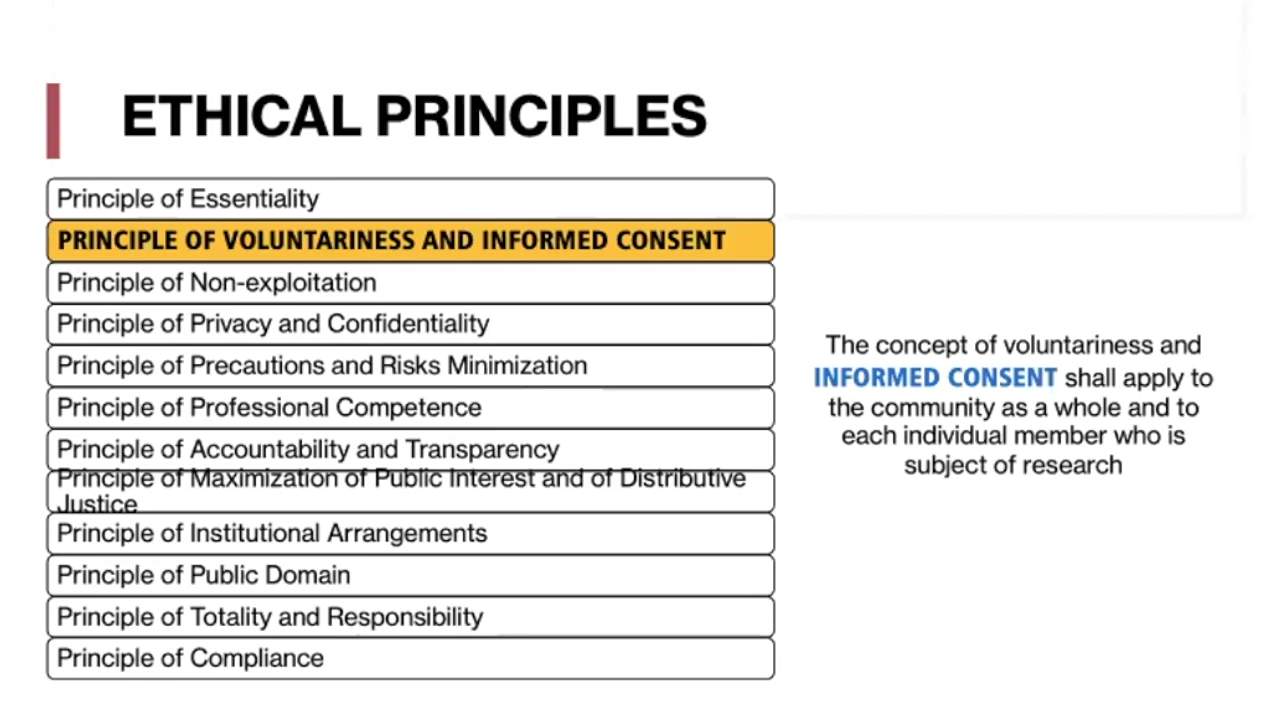 ETHICAL PRINCIPLES
Principle of Essentiality
PRINCIPLE OF VOLUNTARINESS AND INFORMED CONSENT
Principle of Non-exploitation
Principle of Privacy and Confidentiality
Principle of Precautions and Risks Minimization
Principle of Professional Competence
Principle of Accountability and Transparency
Principle of Maximization of Public Interest and of Distributive
Justice
Principle of Institutional Arrangements
Principle of Public Domain
Principle of Totality and Responsibility
Principle of Compliance
The concept of voluntariness and
INFORMED CONSENT shall apply to
the community as a whole and to
each individual member who is
subject of research